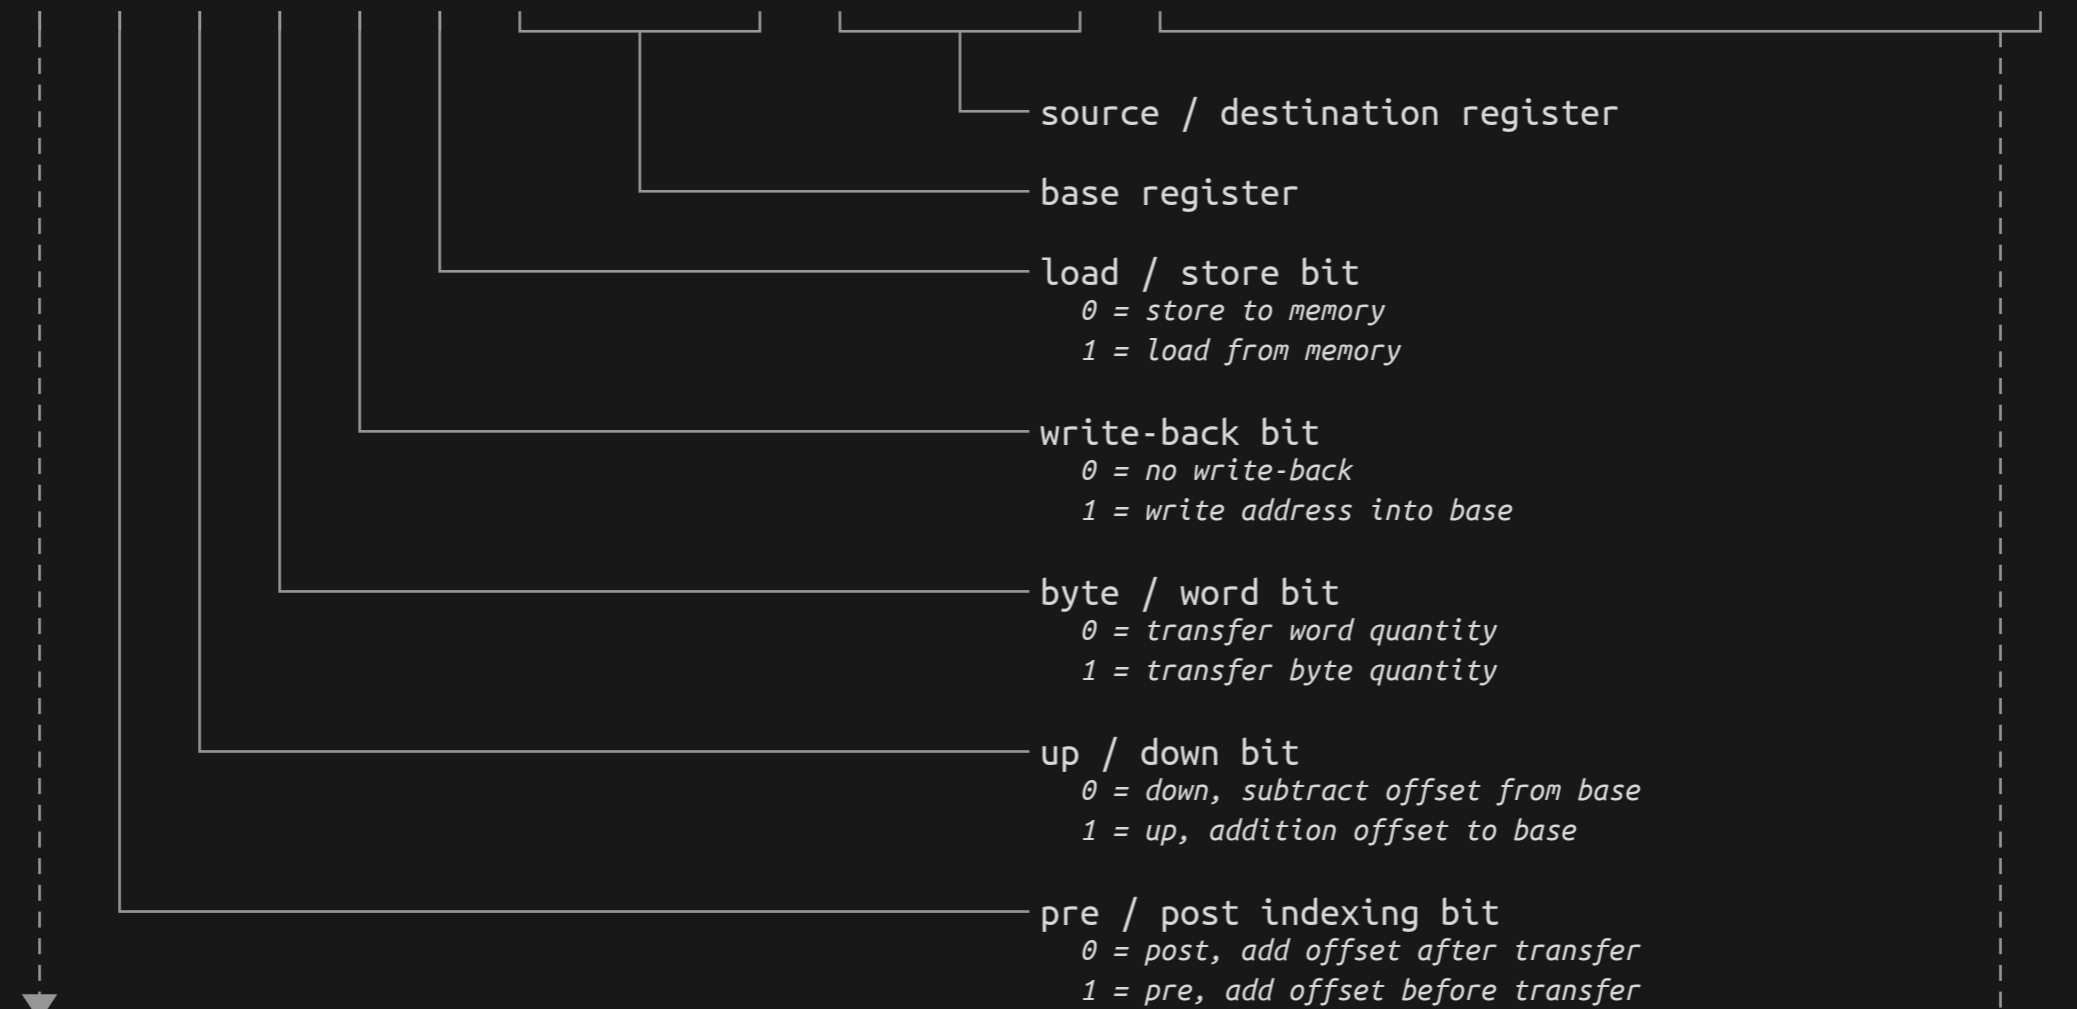 source / destination register
base register
load / store bit
0 = store to memory
1 = load from memory
write-back bit
0 = no write-back
1 = write address into base
byte / word bit
0 = transfer word quantity
1 = transfer byte quantity
up / down bit
0 = down, subtract offset from base
1 = up, addition offset to base
pre / post indexing bit
0 = post, add offset after transfer
1 = pre, add offset before transfer